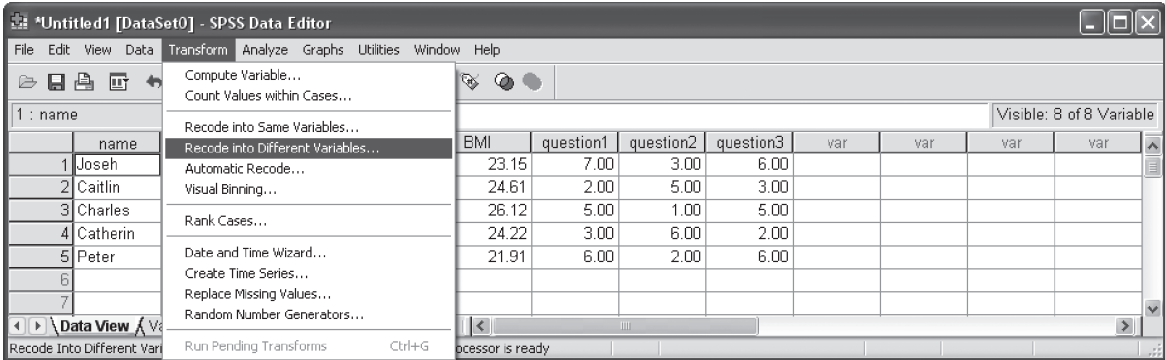 *Untitled1 [DataSet0] - SPSS Data Editor
File Edit View Data Transform Analyze Graphs Utilities Window Help
1 : name
Visible: 8 of 8 Variable
Compute Variable...
Count Values within Cases...
Recode into Same Variables...
Recode into Different Variables...
Automatic Recode...
Visual Binning...
Rank Cases...
Date and Time Wizard...
Create Time Series...
Replace Missing Values...
Random Number Generators...
Run Pending Transforms Ctrl+G
name BMI question1 question2 question3 var var var var
1 Joseh 23.15 7.00 3.00 6.00
2 Caitlin 24.61 2.00 5.00 3.00
3 Charles 26.12 5.00 1.00 5.00
4 Catherin 24.22 3.00 6.00 2.00
5 Peter 21.91 6.00 2.00 6.00
6
7
Data View Va
Recode Into Different Vari ocessor is ready